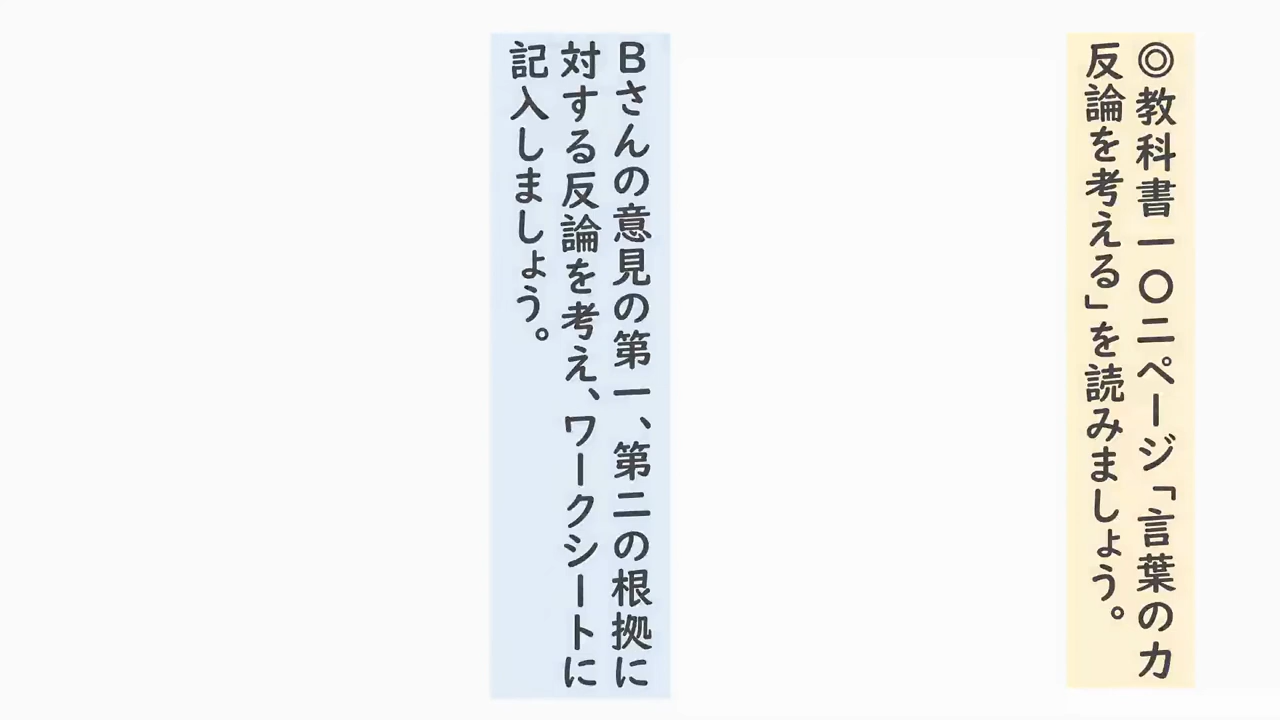 ◎教科書一〇二ページ「言葉の力
反論を考える」を読みましょう。
Bさんの意見の第一、第二の根拠に
対する反論を考え、ワークシートに
記入しましょう。